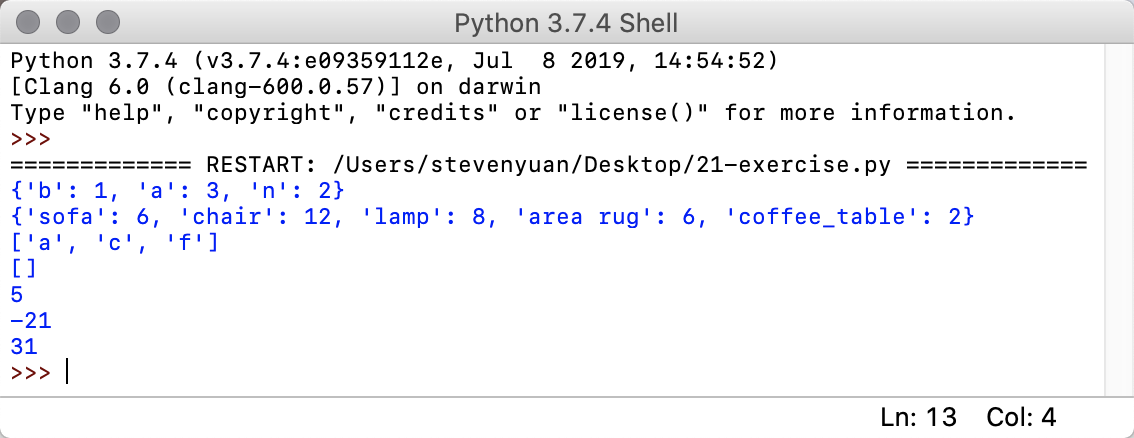 Python 3.7.4 Shell
Python 3.7.4 (v3.7.4:e09359112e, Jul  8 2019, 14:54:52)
[Clang 6.0 (clang-600.0.57)] on darwin
Type "help", "copyright", "credits" or "license()" for more information.
>>>
============= RESTART: /Users/stevenyuan/Desktop/21-exercise.py =============
{'b': 1, 'a': 3, 'n': 2}
{'sofa': 6, 'chair': 12, 'lamp': 8, 'area rug': 6, 'coffee_table': 2}
['a', 'c', 'f']
[]
5
-21
31
>>>
Ln: 13  Col: 4